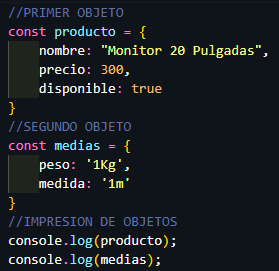 //PRIMER OBJETO
const producto = {
    nombre: "Monitor 20 Pulgadas",
    precio: 300,
    disponible: true
}
//SEGUNDO OBJETO
const medias = {
    peso: '1Kg',
    medida: '1m'
}
//IMPRESION DE OBJETOS
console.log(producto);
console.log(medias);